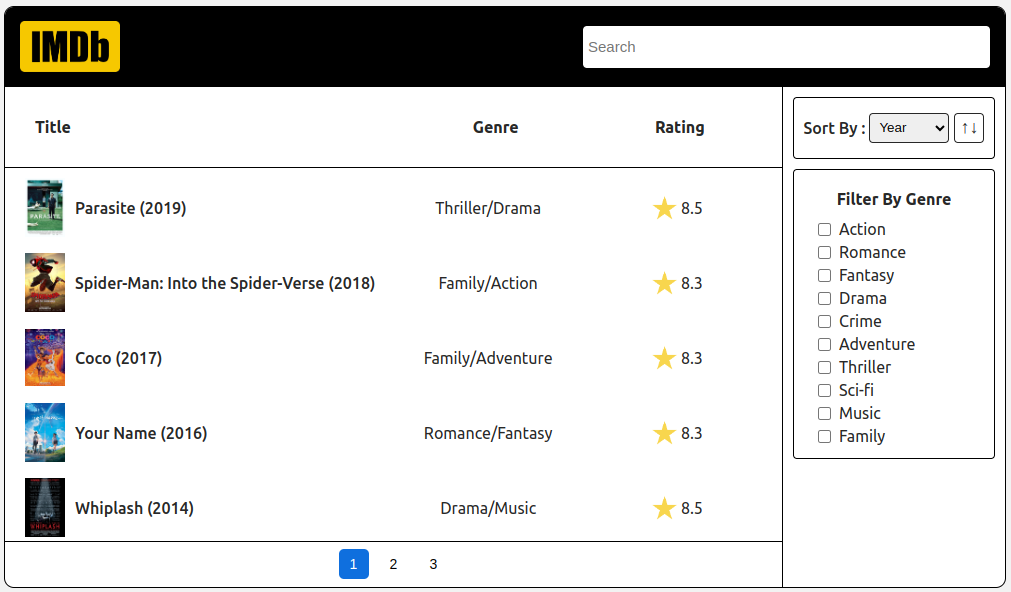 IMDb
Search
Title Genre Rating
Sort By : Year ↑↓
Parasite (2019) Thriller/Drama 8.5
Spider-Man: Into the Spider-Verse (2018) Family/Action 8.3
Coco (2017) Family/Adventure 8.3
Your Name (2016) Romance/Fantasy 8.3
Whiplash (2014) Drama/Music 8.5
Filter By Genre
Action
Romance
Fantasy
Drama
Crime
Adventure
Thriller
Sci-fi
Music
Family
PARASITE
COCO
WHIPLASH
1 2 3